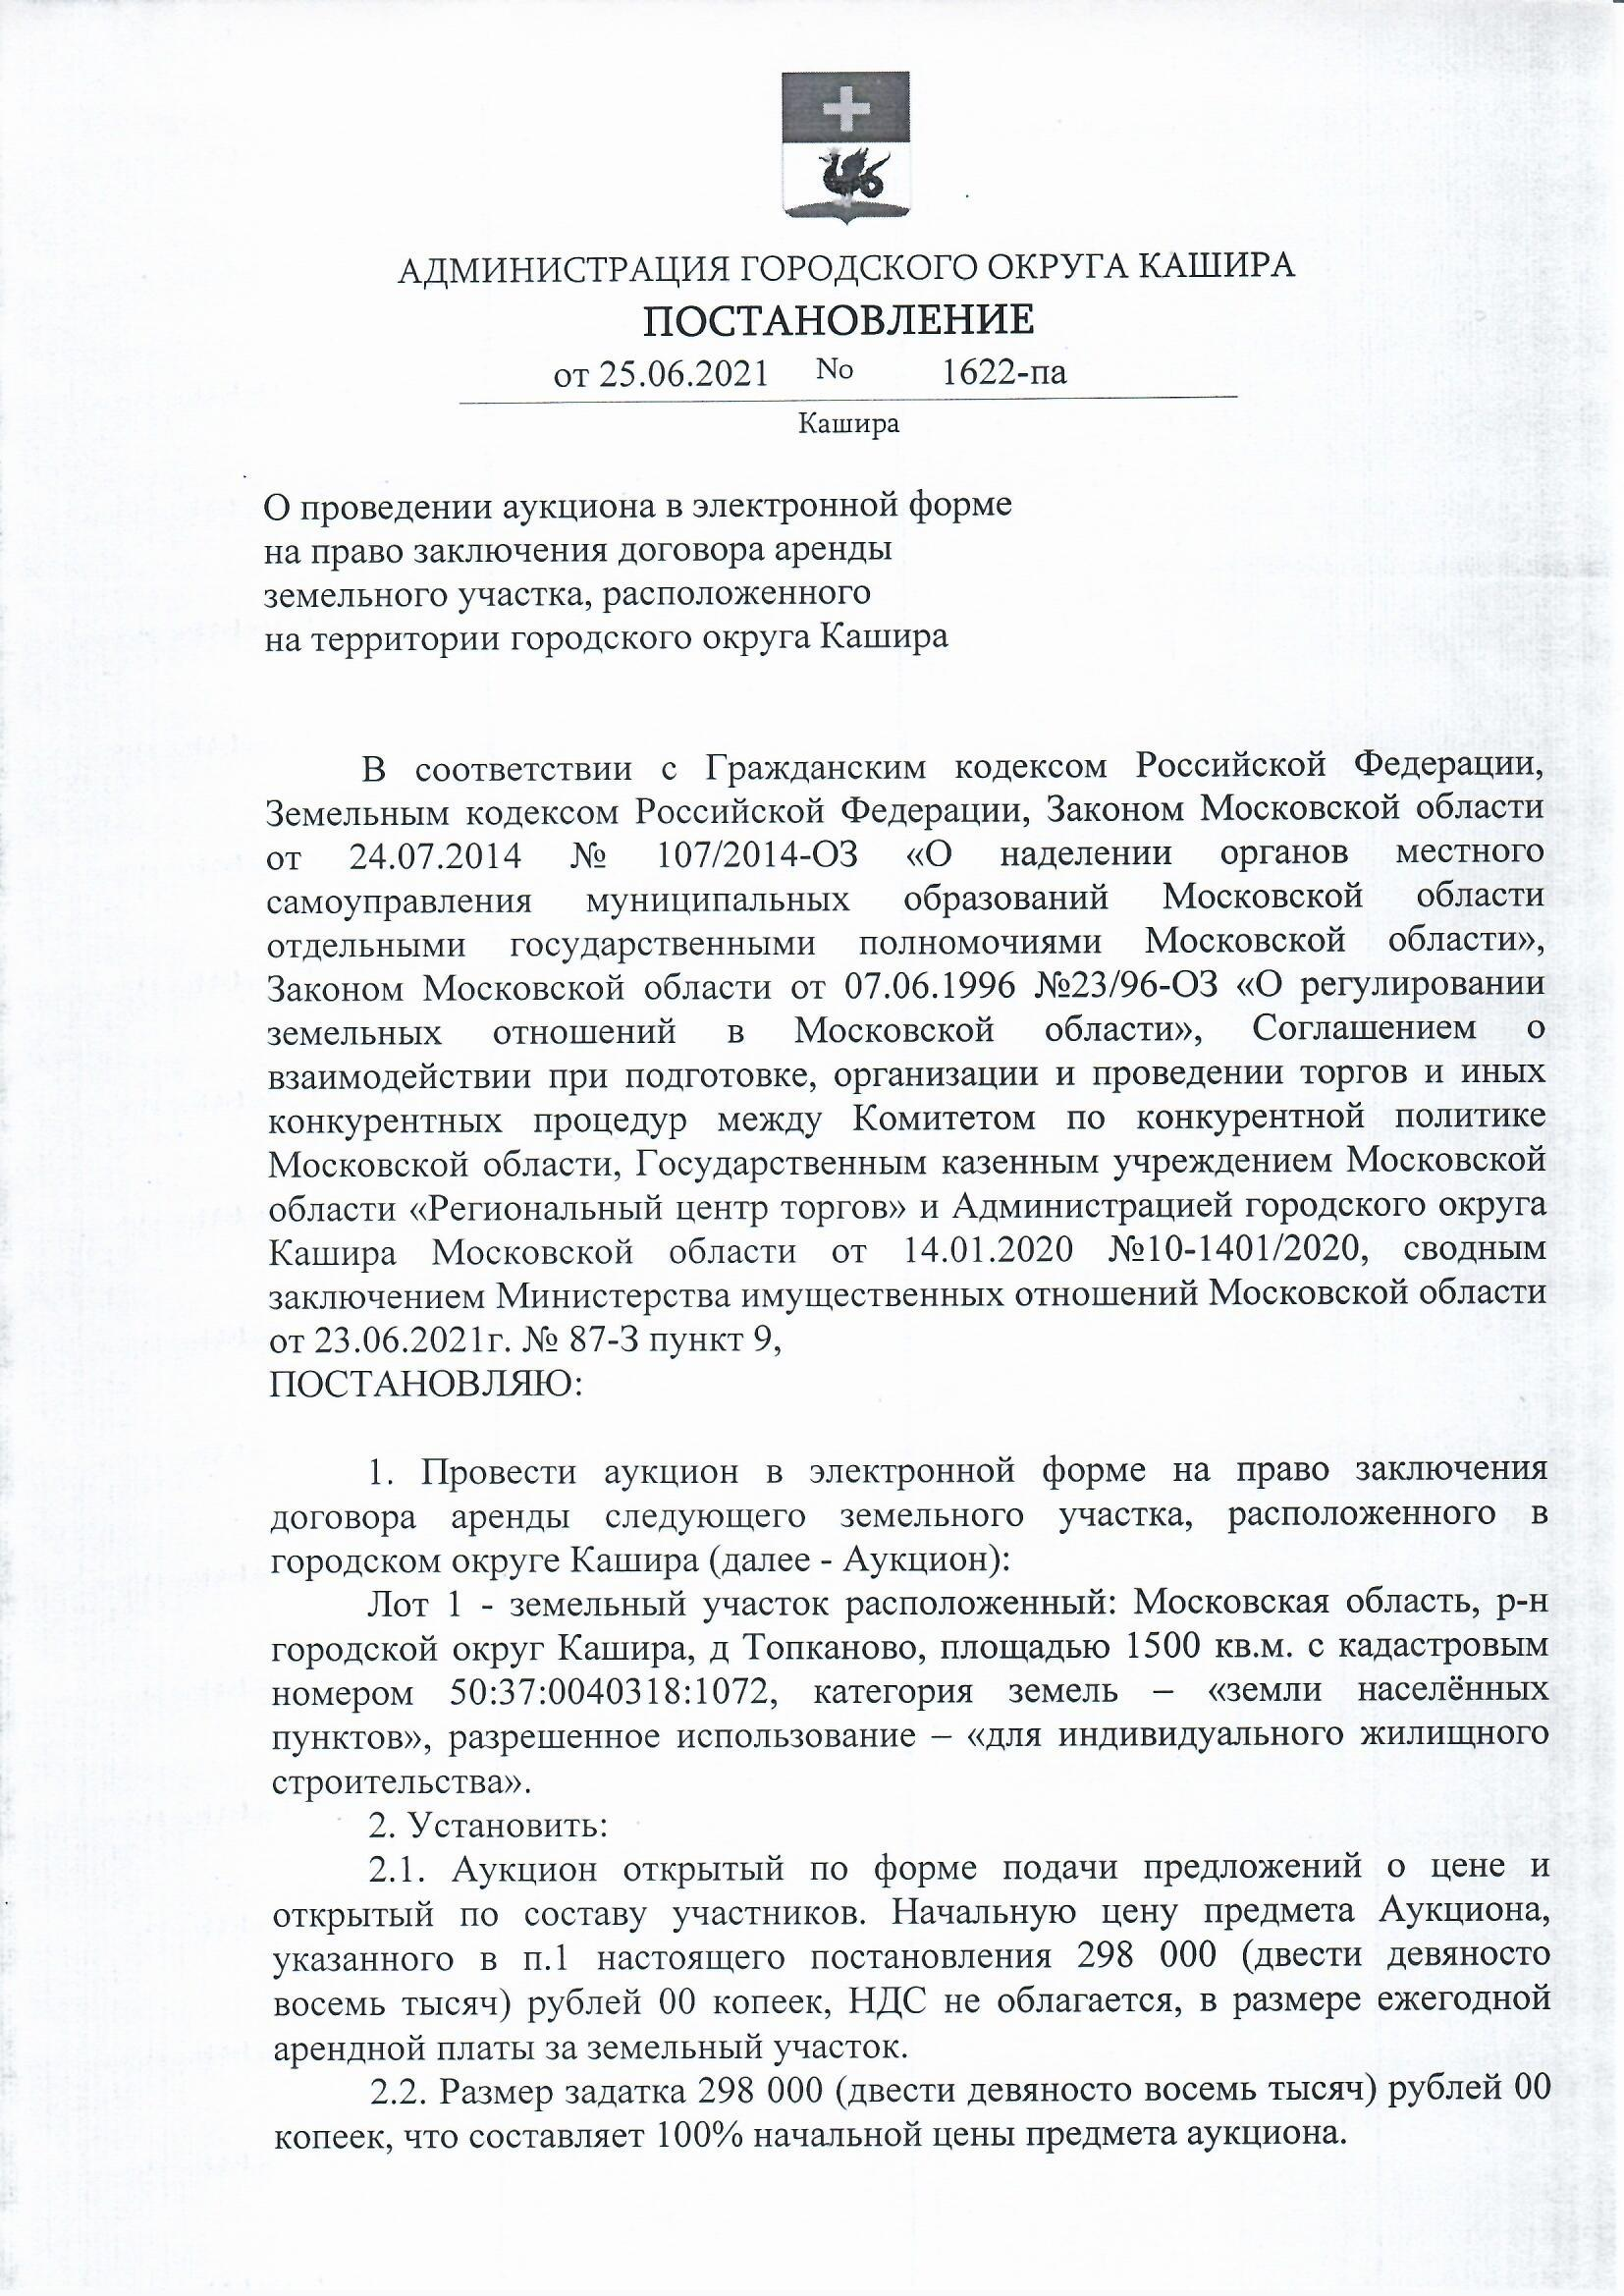 АДМИНИСТРАЦИЯ ГОРОДСКОГО ОКРУГА КАШИРА
ПОСТАНОВЛЕНИЕ
от 25.06.2021 No 1622-па
Кашира
О проведении аукциона в электронной форме
на право заключения договора аренды
земельного участка, расположенного
на территории городского округа Кашира
В соответствии с Гражданским кодексом Российской Федерации,
Земельным кодексом Российской Федерации, Законом Московской области
от 24.07.2014 № 107/2014-ОЗ «О наделении органов местного
самоуправления муниципальных образований Московской области
отдельными государственными полномочиями Московской области»,
Законом Московской области от 07.06.1996 №23/96-ОЗ «О регулировании
земельных отношений в Московской области», Соглашением о
взаимодействии при подготовке, организации и проведении торгов и иных
конкурентных процедур между Комитетом по конкурентной политике
Московской области, Государственным казенным учреждением Московской
области «Региональный центр торгов» и Администрацией городского округа
Кашира Московской области от 14.01.2020 №10-1401/2020, сводным
заключением Министерства имущественных отношений Московской области
от 23.06.2021г. № 87-З пункт 9,
ПОСТАНОВЛЯЮ:
1. Провести аукцион в электронной форме на право заключения
договора аренды следующего земельного участка, расположенного в
городском округе Кашира (далее - Аукцион):
Лот 1 - земельный участок расположенный: Московская область, р-н
городской округ Кашира, д Топканово, площадью 1500 кв.м. с кадастровым
номером 50:37:0040318:1072, категория земель – «земли населённых
пунктов», разрешенное использование – «для индивидуального жилищного
строительства».
2. Установить:
2.1. Аукцион открытый по форме подачи предложений о цене и
открытый по составу участников. Начальную цену предмета Аукциона,
указанного в п.1 настоящего постановления 298 000 (двести девяносто
восемь тысяч) рублей 00 копеек, НДС не облагается, в размере ежегодной
арендной платы за земельный участок.
2.2. Размер задатка 298 000 (двести девяносто восемь тысяч) рублей 00
копеек, что составляет 100% начальной цены предмета аукциона.